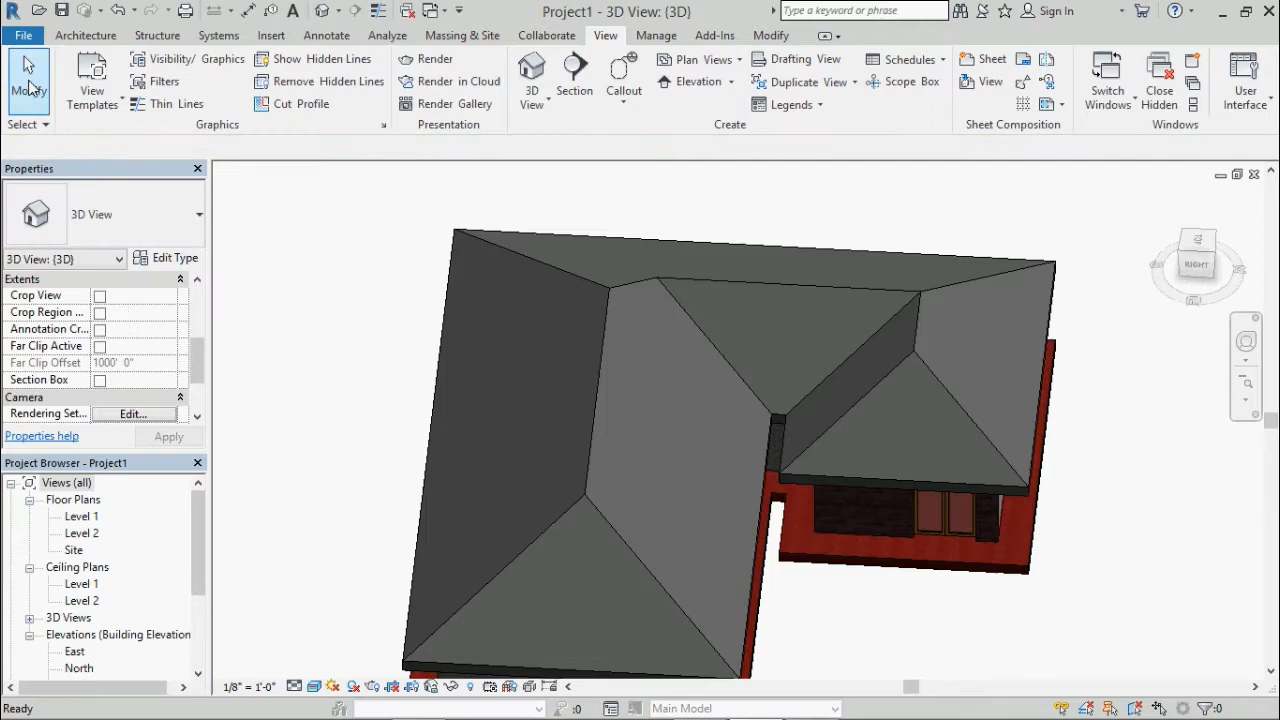 Project1 - 3D View: {3D}
Type a keyword or phrase
Sign In
File Architecture Structure Systems Insert Annotate Analyze Massing & Site Collaborate View Manage Add-Ins Modify
Modify
View Templates
Visibility/ Graphics
Filters
Thin Lines
Show Hidden Lines
Remove Hidden Lines
Cut Profile
Render
Render in Cloud
Render Gallery
3D View
Section
Callout
Plan Views
Elevation
Drafting View
Duplicate View
Legends
Schedules
Scope Box
Sheet
View
Switch Windows
Close Hidden
User Interface
Select
Graphics
Presentation
Create
Sheet Composition
Windows
Properties
3D View
3D View: {3D}
Edit Type
Extents
Crop View
Crop Region ...
Annotation Cr...
Far Clip Active
Far Clip Offset 1000' 0"
Section Box
Camera
Rendering Set... Edit...
Properties help
Apply
Project Browser - Project1
Views (all)
Floor Plans
Level 1
Level 2
Site
Ceiling Plans
Level 1
Level 2
3D Views
Elevations (Building Elevation
East
North
RIGHT
1/8" = 1'-0"
Ready
:0
Main Model
:0